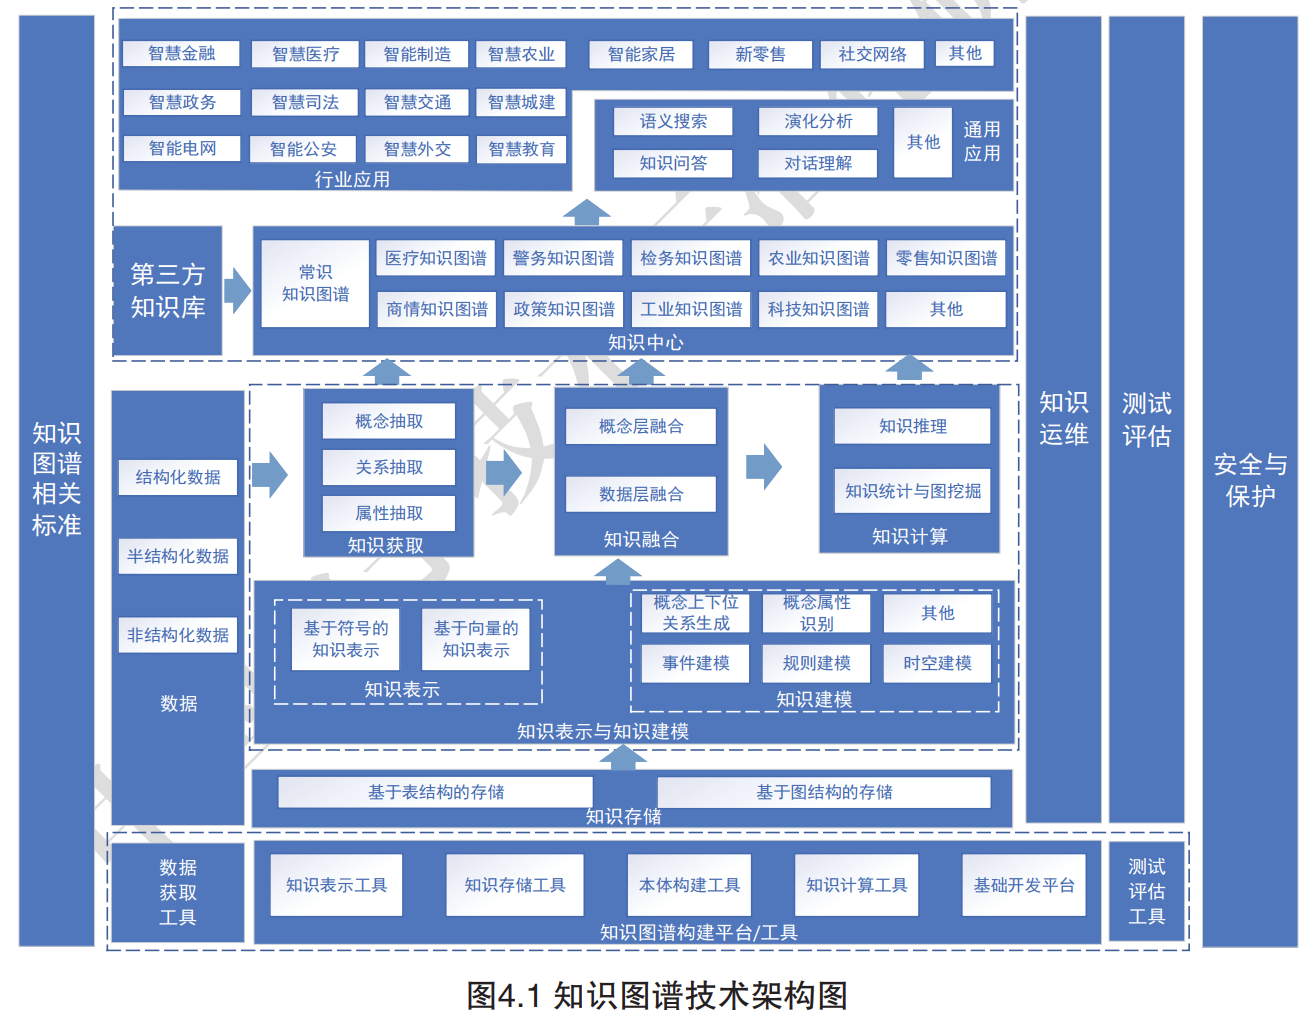 知识
图谱
相关
标准
智慧金融
智慧医疗
智能制造
智慧农业
智能家居
新零售
社交网络
其他
智慧政务
智慧司法
智慧交通
智慧城建
智能电网
智能公安
智慧外交
智慧教育
行业应用
语义搜索
演化分析
知识问答
对话理解
其他
通用
应用
第三方
知识库
常识
知识图谱
医疗知识图谱
警务知识图谱
检务知识图谱
农业知识图谱
零售知识图谱
商情知识图谱
政策知识图谱
工业知识图谱
科技知识图谱
其他
知识中心
结构化数据
半结构化数据
非结构化数据
数据
概念抽取
关系抽取
属性抽取
知识获取
概念层融合
数据层融合
知识融合
知识推理
知识统计与图挖掘
知识计算
基于符号的
知识表示
基于向量的
知识表示
知识表示
概念上下位
关系生成
概念属性
识别
其他
事件建模
规则建模
时空建模
知识建模
知识表示与知识建模
基于表结构的存储
基于图结构的存储
知识存储
数据
获取
工具
知识表示工具
知识存储工具
本体构建工具
知识计算工具
基础开发平台
知识图谱构建平台/工具
测试
评估
工具
知识
运维
测试
评估
安全与
保护
图4.1 知识图谱技术架构图